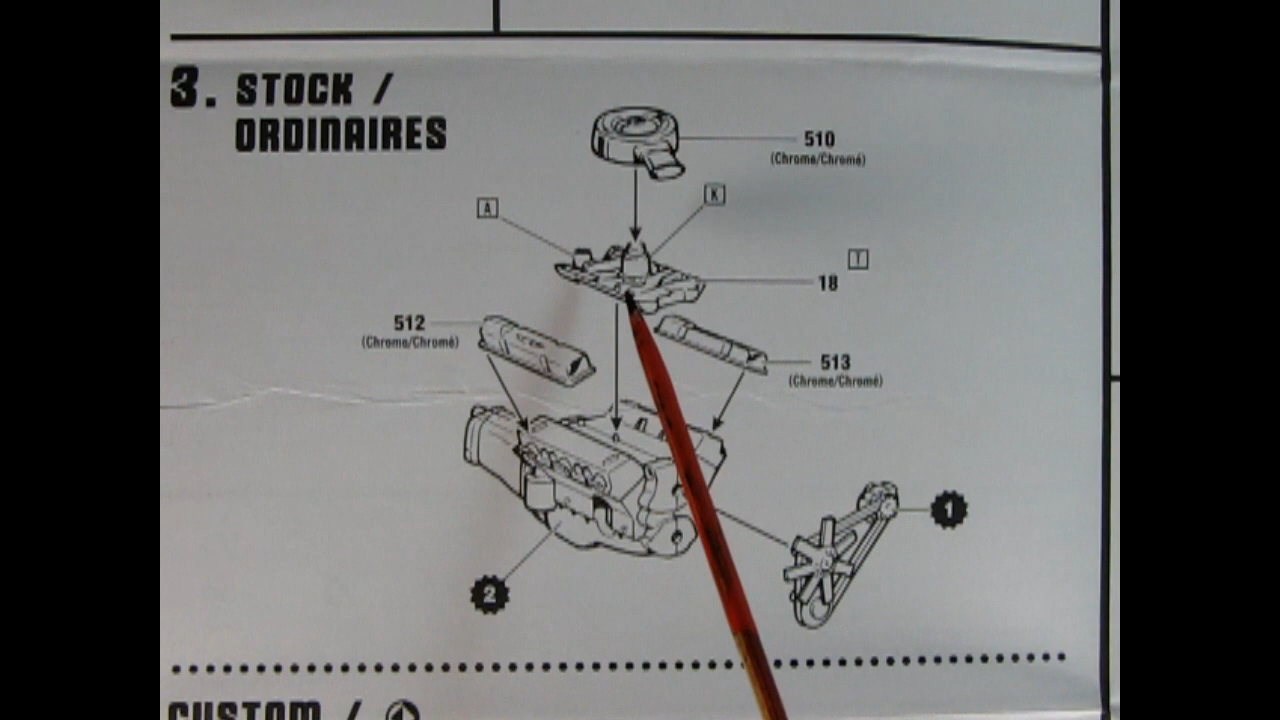 3. STOCK /
ORDINAIRES
510
(Chrome/Chromé)
A
K
T
18
512
(Chrome/Chromé)
513
(Chrome/Chromé)
1
2
CUSTOM /